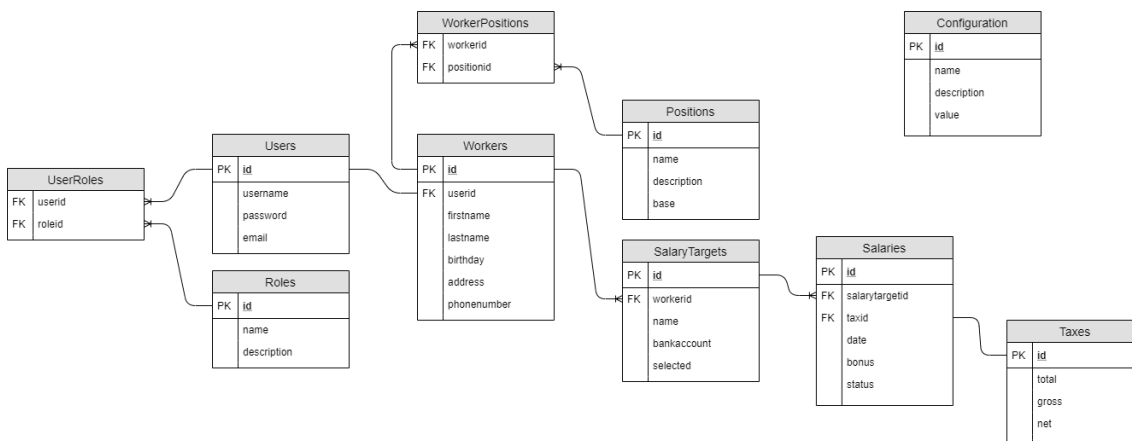 WorkerPositions
FK workerid
FK positionid
Configuration
PK id
name
description
value
Positions
PK id
name
description
base
Users
PK id
username
password
email
Workers
PK id
FK userid
firstname
lastname
birthday
address
phonenumber
UserRoles
FK userid
FK roleid
Roles
PK id
name
description
SalaryTargets
PK id
FK workerid
name
bankaccount
selected
Salaries
PK id
FK salarytargetid
FK taxid
date
bonus
status
Taxes
PK id
total
gross
net